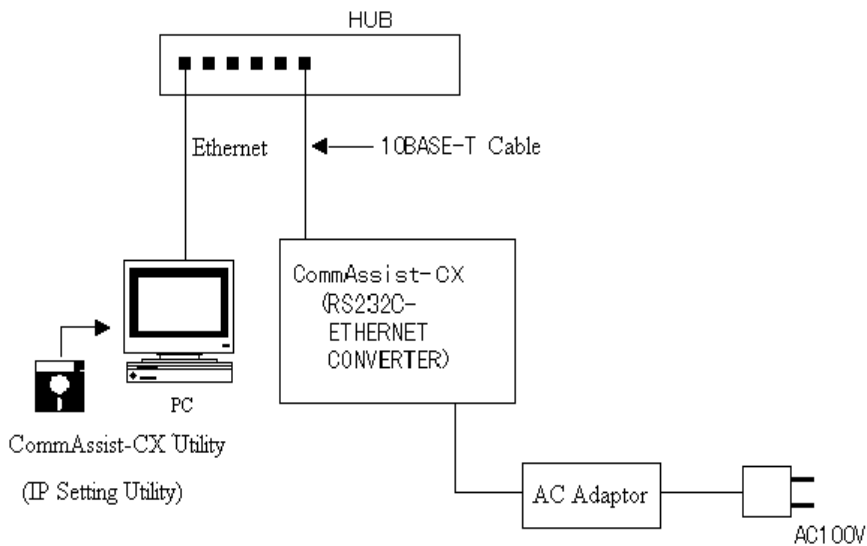 HUB
Ethernet
10BASE-T Cable
CommAssist-CX
(RS232C-
ETHERNET
CONVERTER)
PC
CommAssist-CX Utility
(IP Setting Utility)
AC Adaptor
AC100V